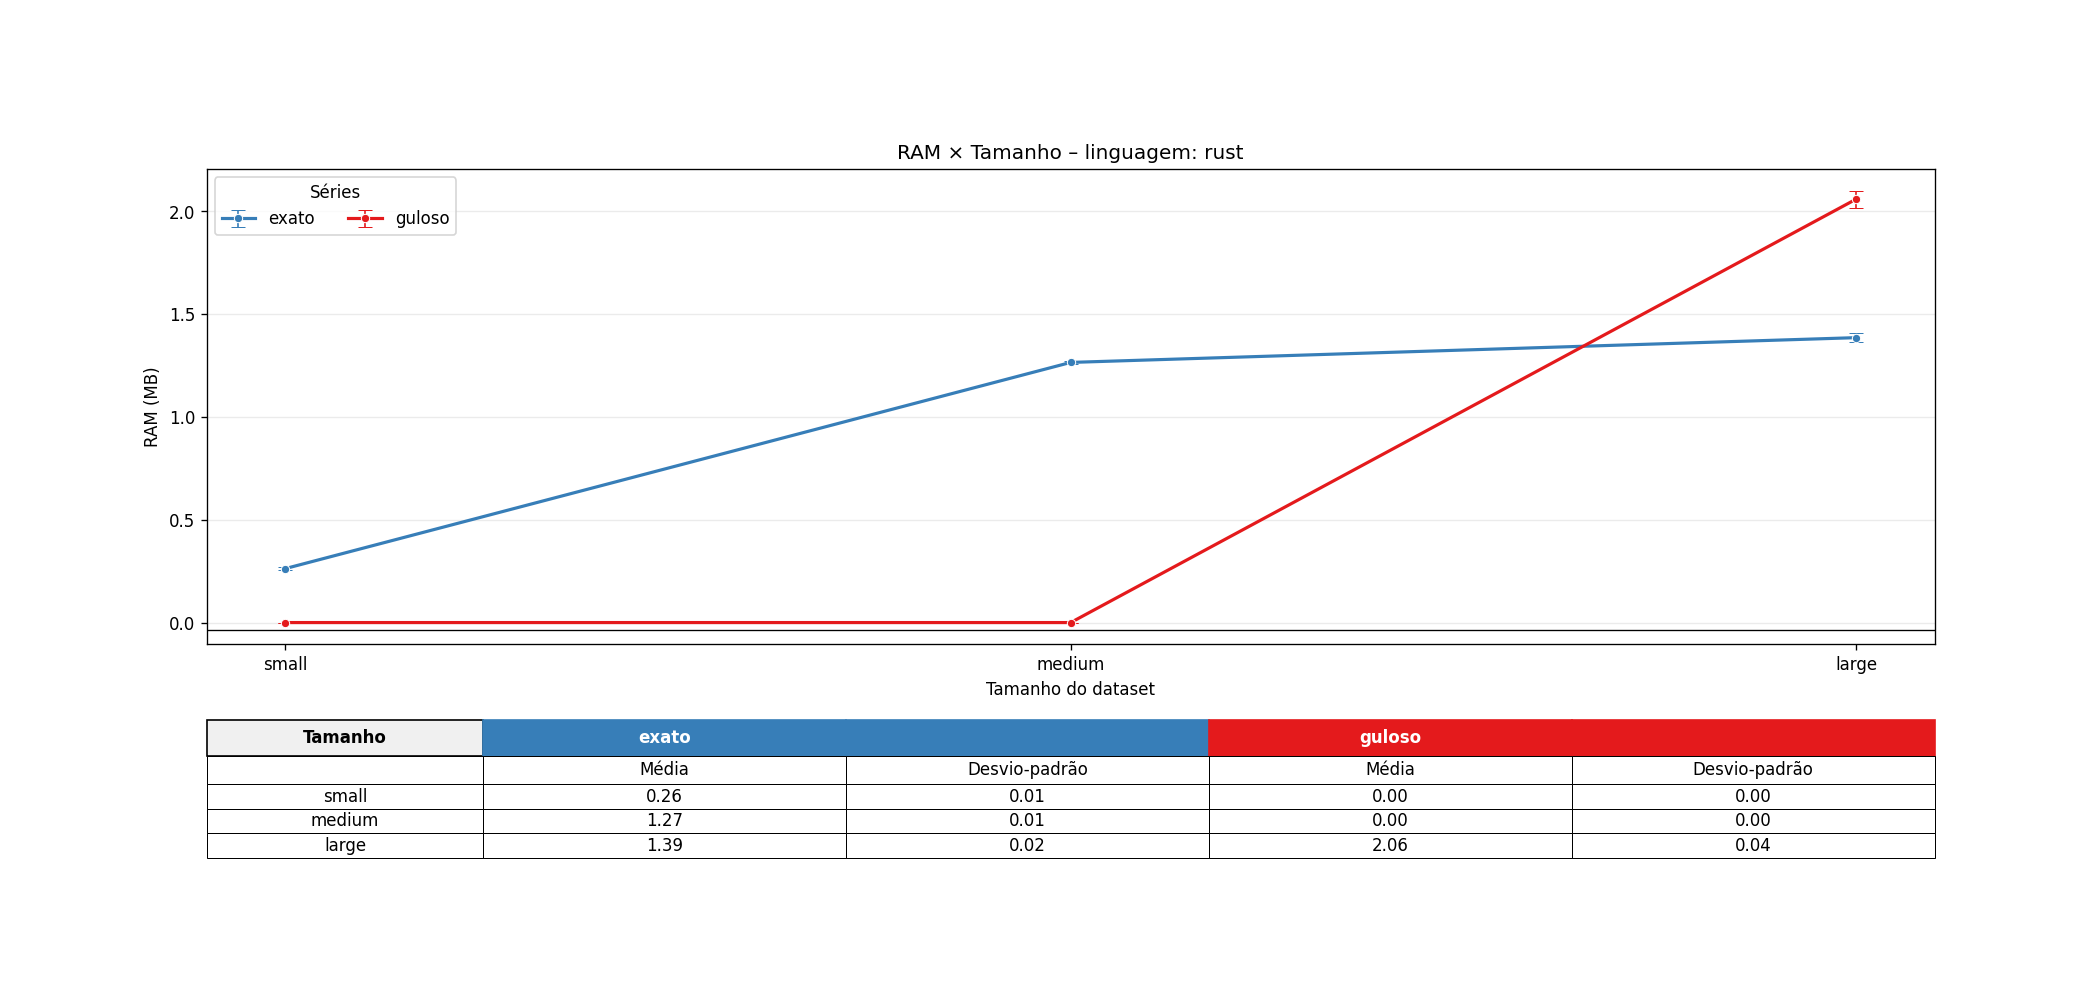 RAM × Tamanho – linguagem: rust
Séries
exato guloso
2.0
1.5
1.0
0.5
0.0
RAM (MB)
small medium large
Tamanho do dataset
Tamanho exato guloso
Média Desvio-padrão Média Desvio-padrão
small 0.26 0.01 0.00 0.00
medium 1.27 0.01 0.00 0.00
large 1.39 0.02 2.06 0.04